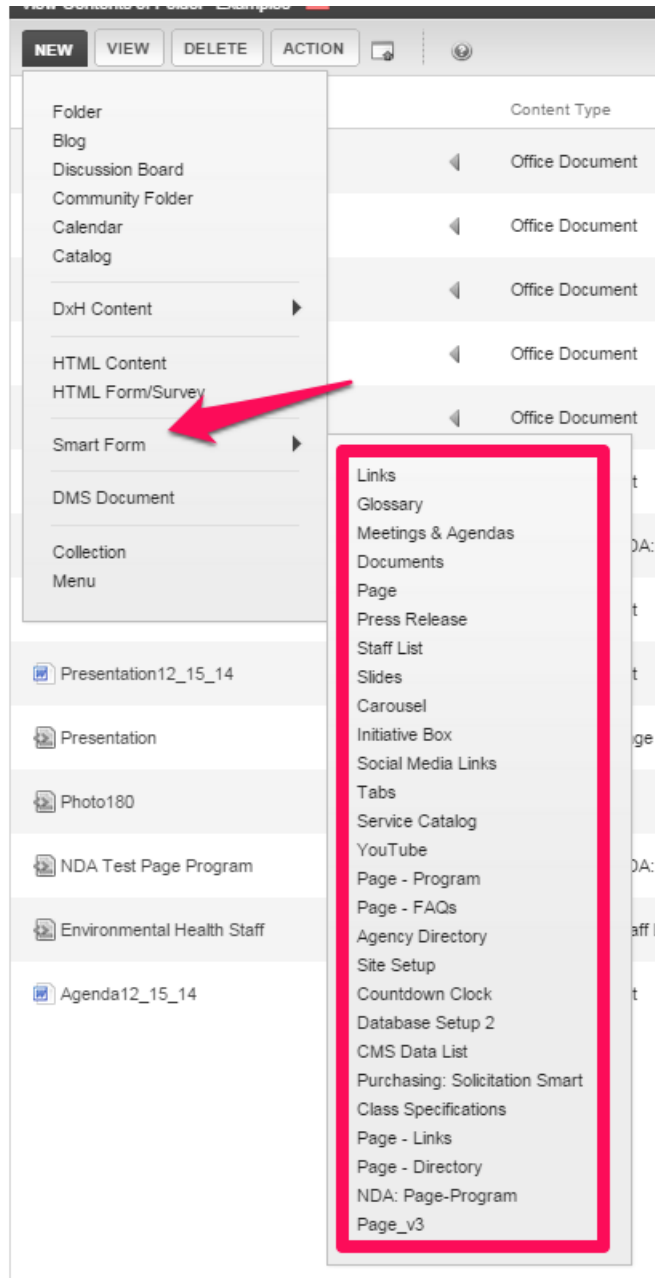 View Contents of Folder "Examples"
NEW VIEW DELETE ACTION
Content Type
Folder
Blog
Discussion Board
Community Folder
Calendar
Catalog
DxH Content
HTML Content
HTML Form/Survey
Smart Form
DMS Document
Collection
Menu
Office Document
Office Document
Office Document
Office Document
Office Document
Links
Glossary
Meetings & Agendas
Documents
Page
Press Release
Staff List
Slides
Carousel
Initiative Box
Social Media Links
Tabs
Service Catalog
YouTube
Page - Program
Page - FAQs
Agency Directory
Site Setup
Countdown Clock
Database Setup 2
CMS Data List
Purchasing: Solicitation Smart
Class Specifications
Page - Links
Page - Directory
NDA: Page-Program
Page_v3
Presentation12_15_14
Presentation
Photo180
NDA Test Page Program
Environmental Health Staff
Agenda12_15_14